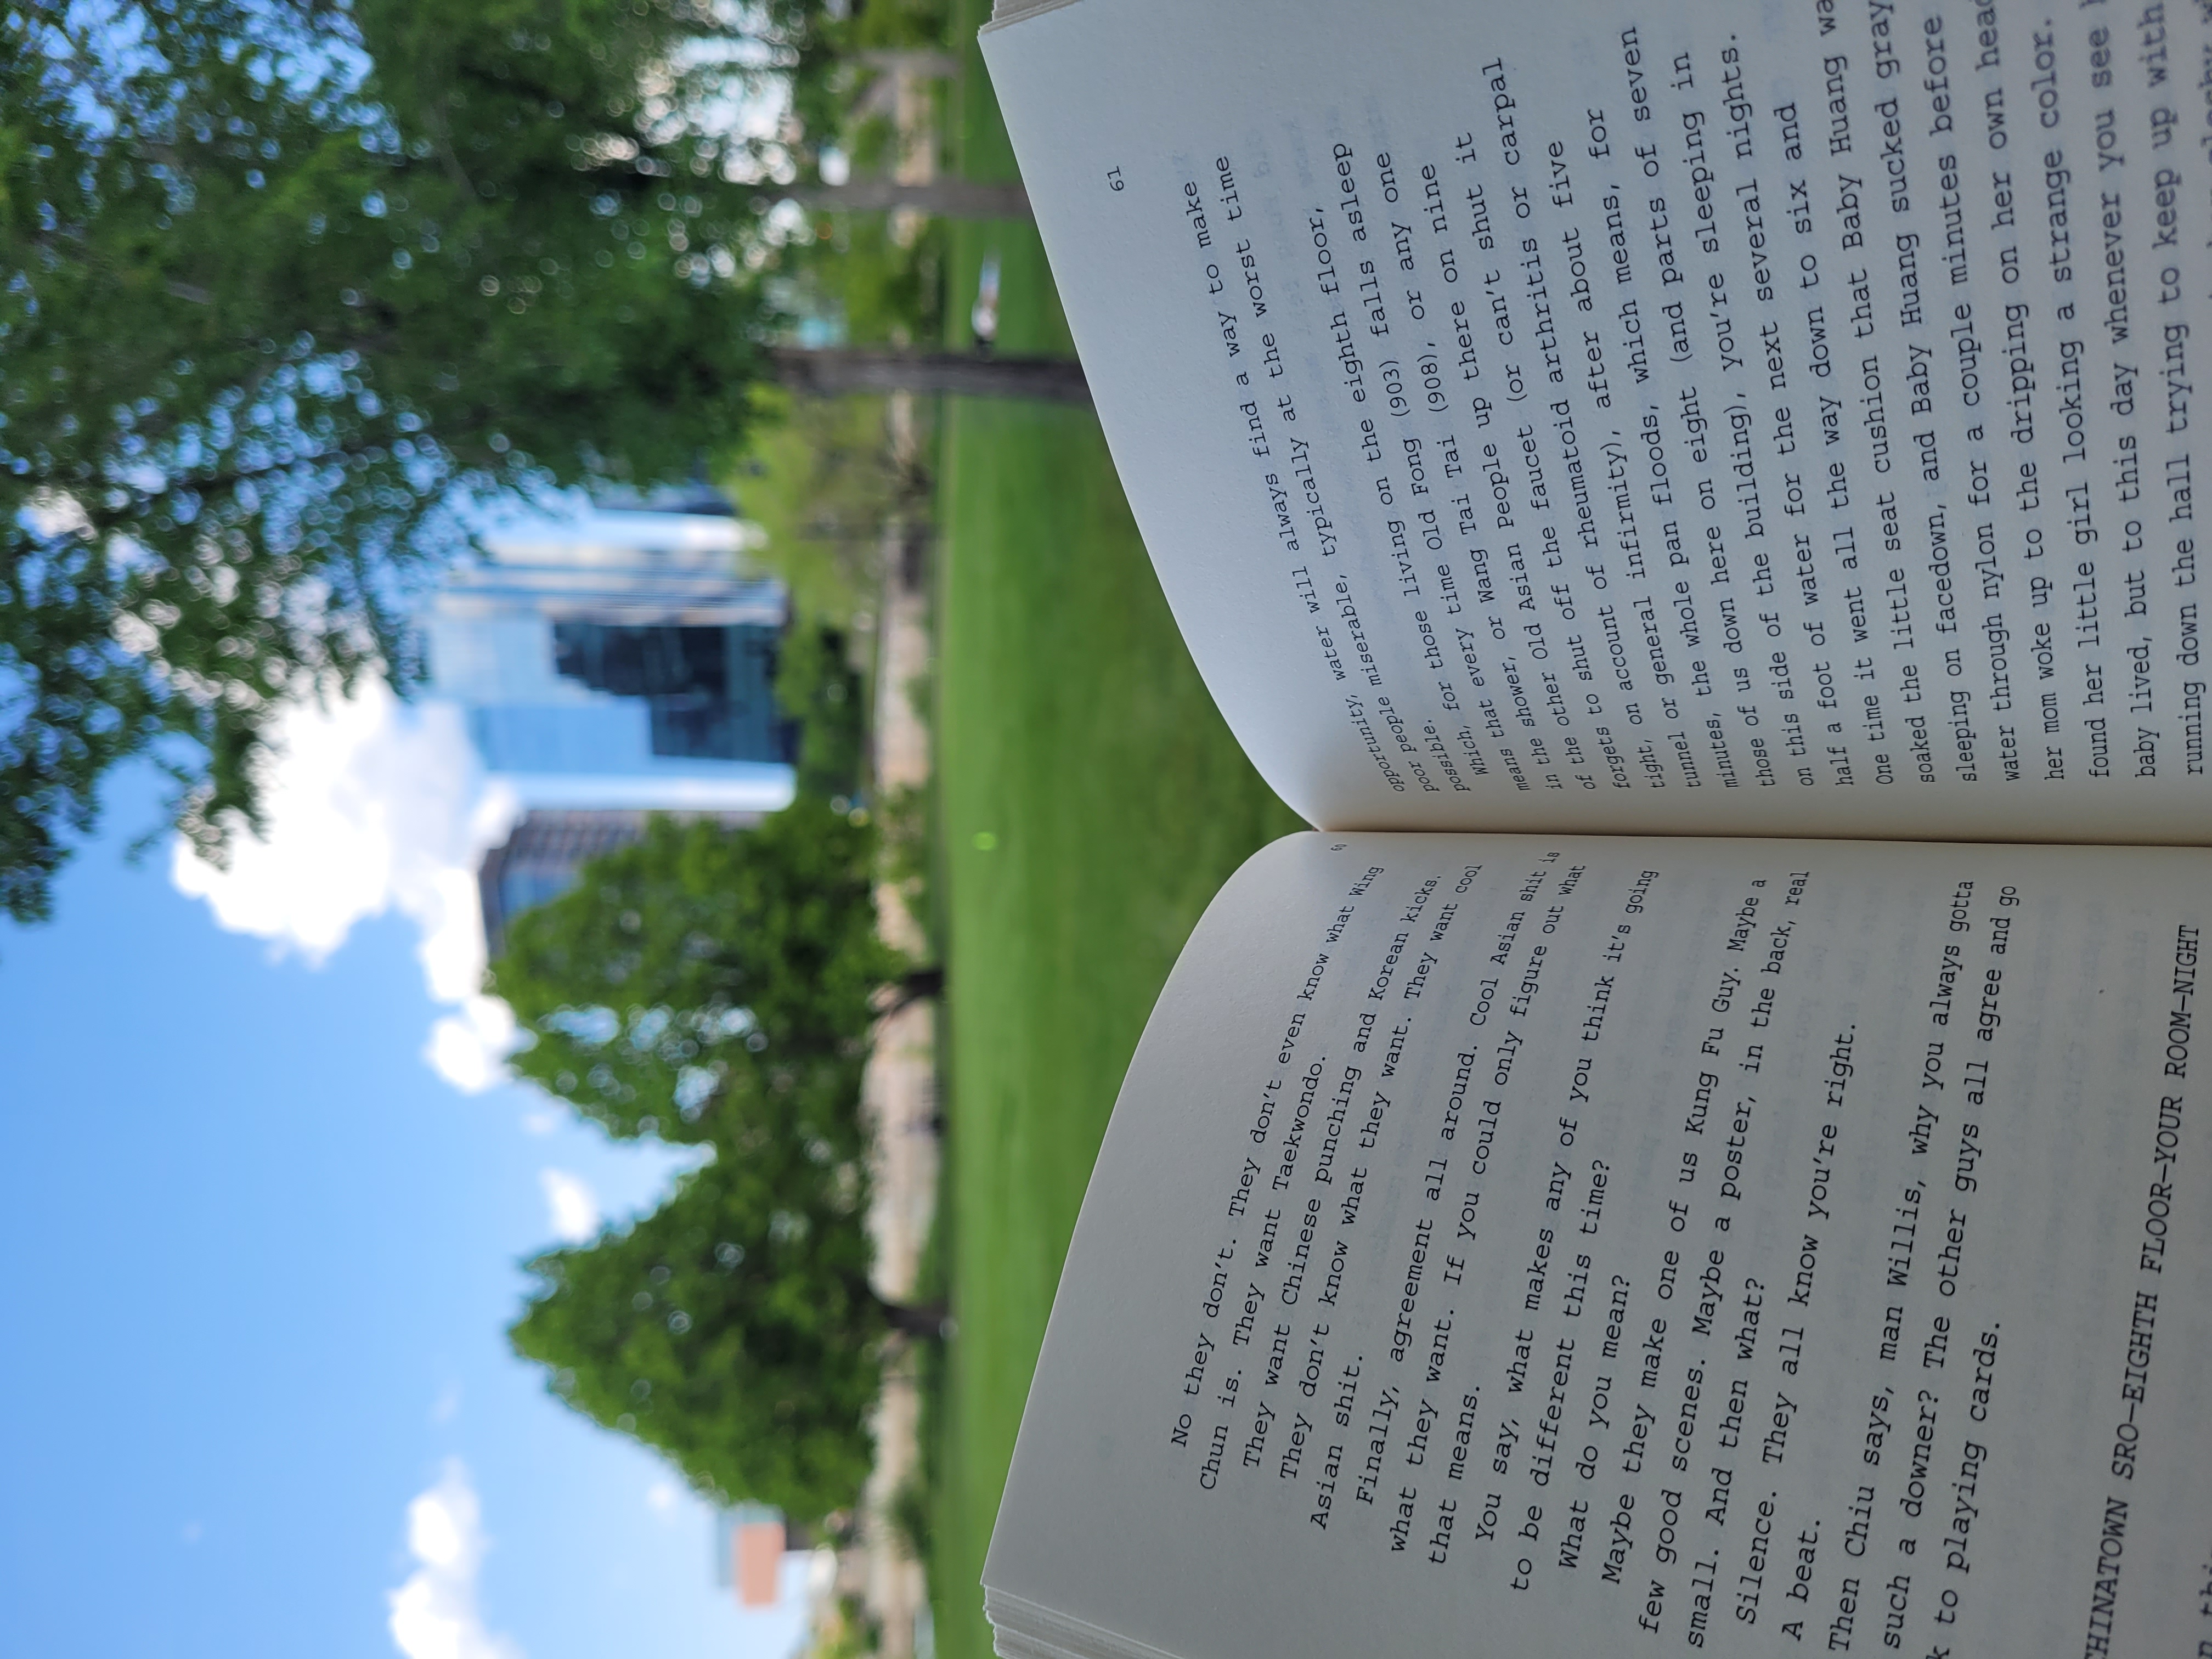 60
No they don't. They don't even know what Wing
Chun is. They want Taekwondo.
They want Chinese punching and Korean kicks.
They don't know what they want. They want cool
Asian shit.
Finally, agreement all around. Cool Asian shit is
what they want. If you could only figure out what
that means.
You say, what makes any of you think it's going
to be different this time?
What do you mean?
Maybe they make one of us Kung Fu Guy. Maybe a
few good scenes. Maybe a poster, in the back, real
small. And then what?
Silence. They all know you're right.
A beat.
Then Chiu says, man Willis, why you always gotta
such a downer? The other guys all agree and go
k to playing cards.
CHINATOWN SRO—EIGHTH FLOOR—YOUR ROOM—NIGHT
61
opportunity, water will always find a way to make
poor people miserable, typically at the worst time
possible.
Which, for those living on the eighth floor,
means that every time Old Fong (903) falls asleep
in the shower, or Wang Tai Tai (908), or any one
of the other Old Asian People up there on nine
forgets to shut off the faucet (or can't shut it
tight, on account of rheumatoid arthritis or carpal
tunnel or general infirmity), after about five
minutes, the whole pan floods, which means, for
those of us down here on eight (and parts of seven
on this side of the building), you're sleeping in
half a foot of water for the next several nights.
One time it went all the way down to six and
soaked the little seat cushion that Baby Huang wa
sleeping on facedown, and Baby Huang sucked gray
water through nylon for a couple minutes before
her mom woke up to the dripping on her own head
found her little girl looking a strange color.
baby lived, but to this day whenever you see
running down the hall trying to keep up with